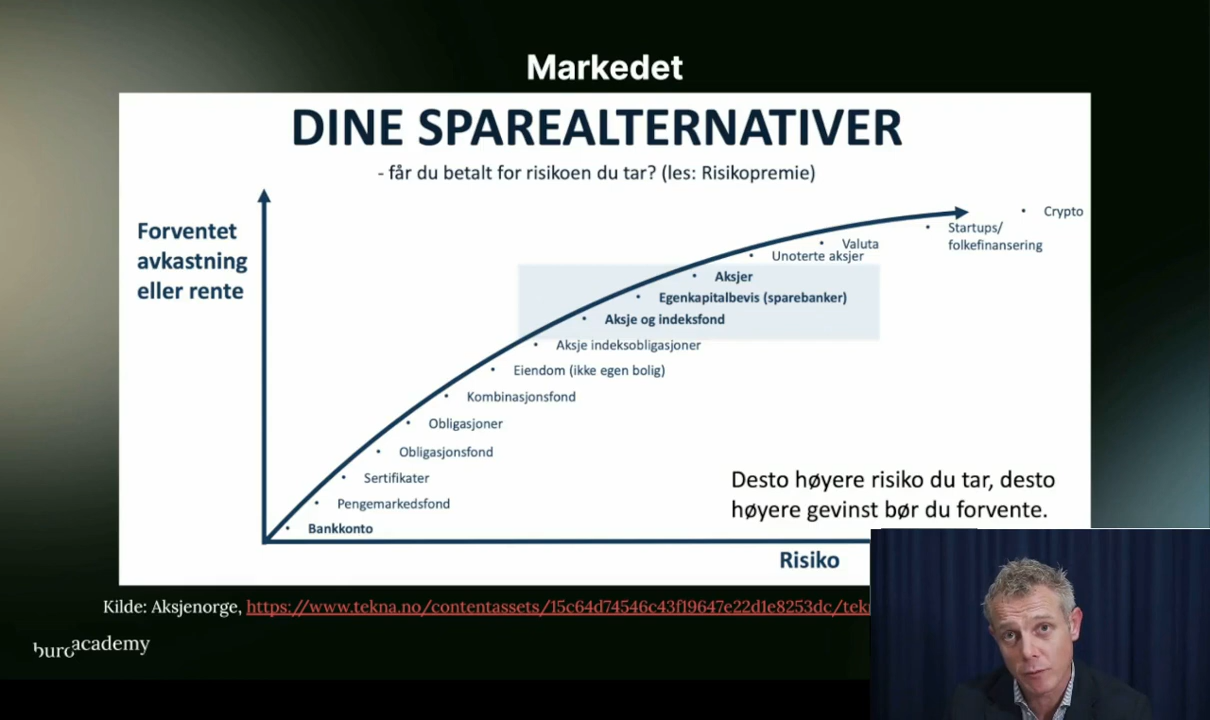 Markedet
DINE SPAREALTERNATIVER
- får du betalt for risikoen du tar? (les: Risikopremie)
Forventet
avkastning
eller rente
Crypto
Startups/
folkefinansering
Valuta
Unoterte aksjer
Aksjer
Egenkapitalbevis (sparebanker)
Aksje og indeksfond
Aksje indeksobligasjoner
Eiendom (ikke egen bolig)
Kombinasjonsfond
Obligasjoner
Obligasjonsfond
Sertifikater
Pengemarkedsfond
Bankkonto
Desto høyere risiko du tar, desto
høyere gevinst bør du forvente.
Risiko
Kilde: Aksjenorge, https://www.tekna.no/contentassets/15c64d74546c43f19647e22d1e8253dc/tekn
buro academy